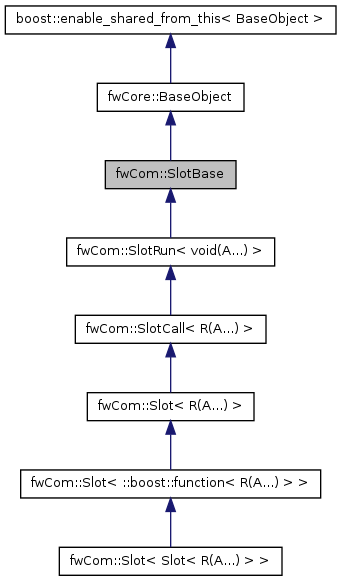 boost::enable_shared_from_this< BaseObject >
fwCore::BaseObject
fwCom::SlotBase
fwCom::SlotRun< void(A...) >
fwCom::SlotCall< R(A...) >
fwCom::Slot< R(A...) >
fwCom::Slot< ::boost::function< R(A...) > >
fwCom::Slot< Slot< R(A...) > >